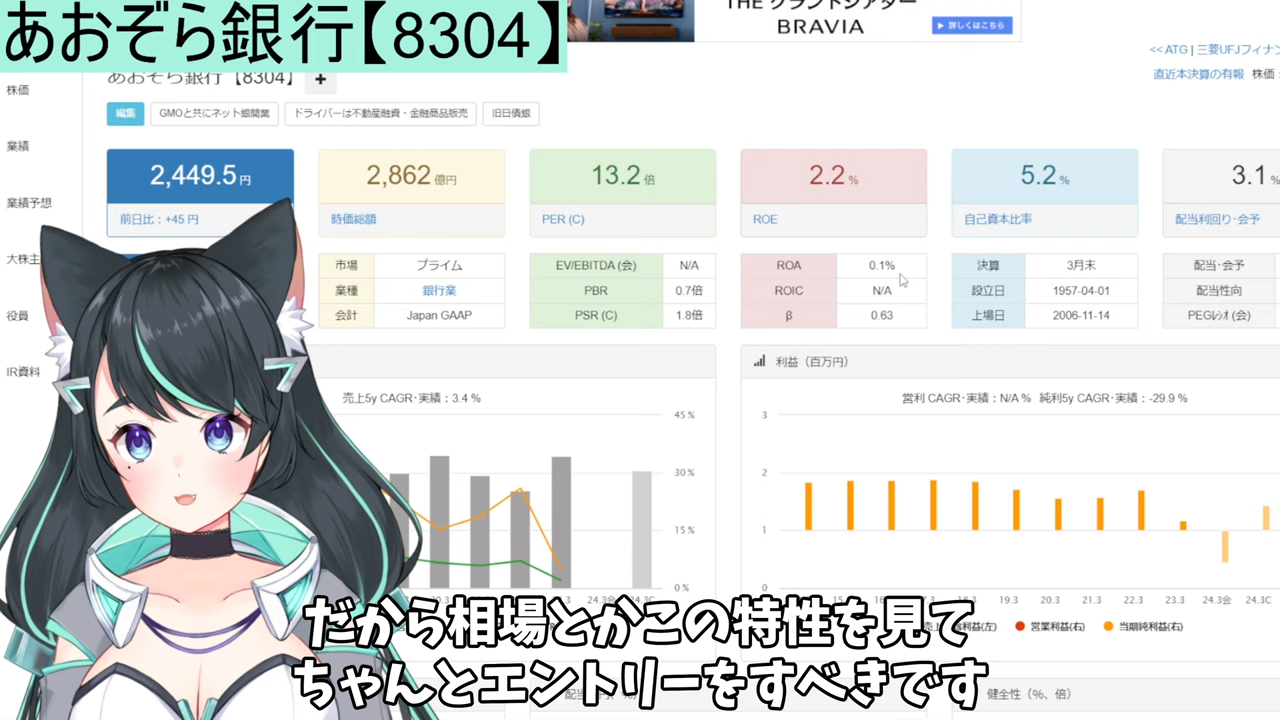 あおぞら銀行【8304】
THE グランドシアター
BRAVIA
▶ 詳しくはこちら
<< ATG | 三菱UFJフィナン
直近本決算の有報 株価:
あおぞら銀行【8304】 +
編集 GMOと共にネット銀開業 ドライバーは不動産融資・金融商品販売 旧日債銀
株価
業績
業績予想
大株主
役員
IR資料
2,449.5 円
前日比：+45 円
2,862 億円
時価総額
13.2 倍
PER (C)
2.2 %
ROE
5.2 %
自己資本比率
3.1 %
配当利回り･会予
市場 プライム
業種 銀行業
会計 Japan GAAP
EV/EBITDA (会) N/A
PBR 0.7倍
PSR (C) 1.8倍
ROA 0.1%
ROIC N/A
β 0.63
決算 3月末
設立日 1957-04-01
上場日 2006-11-14
配当･会予
配当性向
PEGﾚｼｵ (会)
売上5y CAGR･実績：3.4 %
45 %
30 %
15 %
0 %
24.3会 24.3C
利益（百万円）
営利 CAGR･実績：N/A % 純利5y CAGR･実績：-29.9 %
3
2
1
0
15.3 18.3 19.3 20.3 21.3 22.3 23.3 24.3会 24.3C
営業利益(右) 当期純利益(右)
だから相場とかこの特性を見て
ちゃんとエントリーをすべきです
健全性（%、倍）